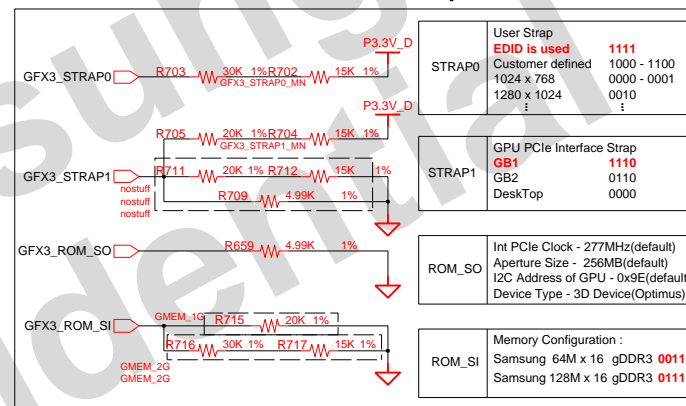 P3.3V_D
GFX3_STRAP0 R703 30K 1% R702 15K 1%
GFX3_STRAP0_MN
P3.3V_D
R705 20K 1% R704 15K 1%
GFX3_STRAP1_MN
GFX3_STRAP1 R711 20K 1% R712 15K 1%
nostuff
nostuff
nostuff
R709 4.99K 1%
GFX3_ROM_SO R659 4.99K 1%
GFX3_ROM_SI GMEM_1G R715 20K 1%
R716 30K 1% R717 15K 1%
GMEM_2G
GMEM_2G
STRAP0
User Strap
EDID is used 1111
Customer defined 1000 - 1100
1024 x 768 0000 - 0001
1280 x 1024 0010
STRAP1
GPU PCIe Interface Strap
GB1 1110
GB2 0110
DeskTop 0000
ROM_SO
Int PCIe Clock - 277MHz(default)
Aperture Size - 256MB(default)
I2C Address of GPU - 0x9E(default
Device Type - 3D Device(Optimus)
ROM_SI
Memory Configuration :
Samsung 64M x 16 gDDR3 0011
Samsung 128M x 16 gDDR3 0111